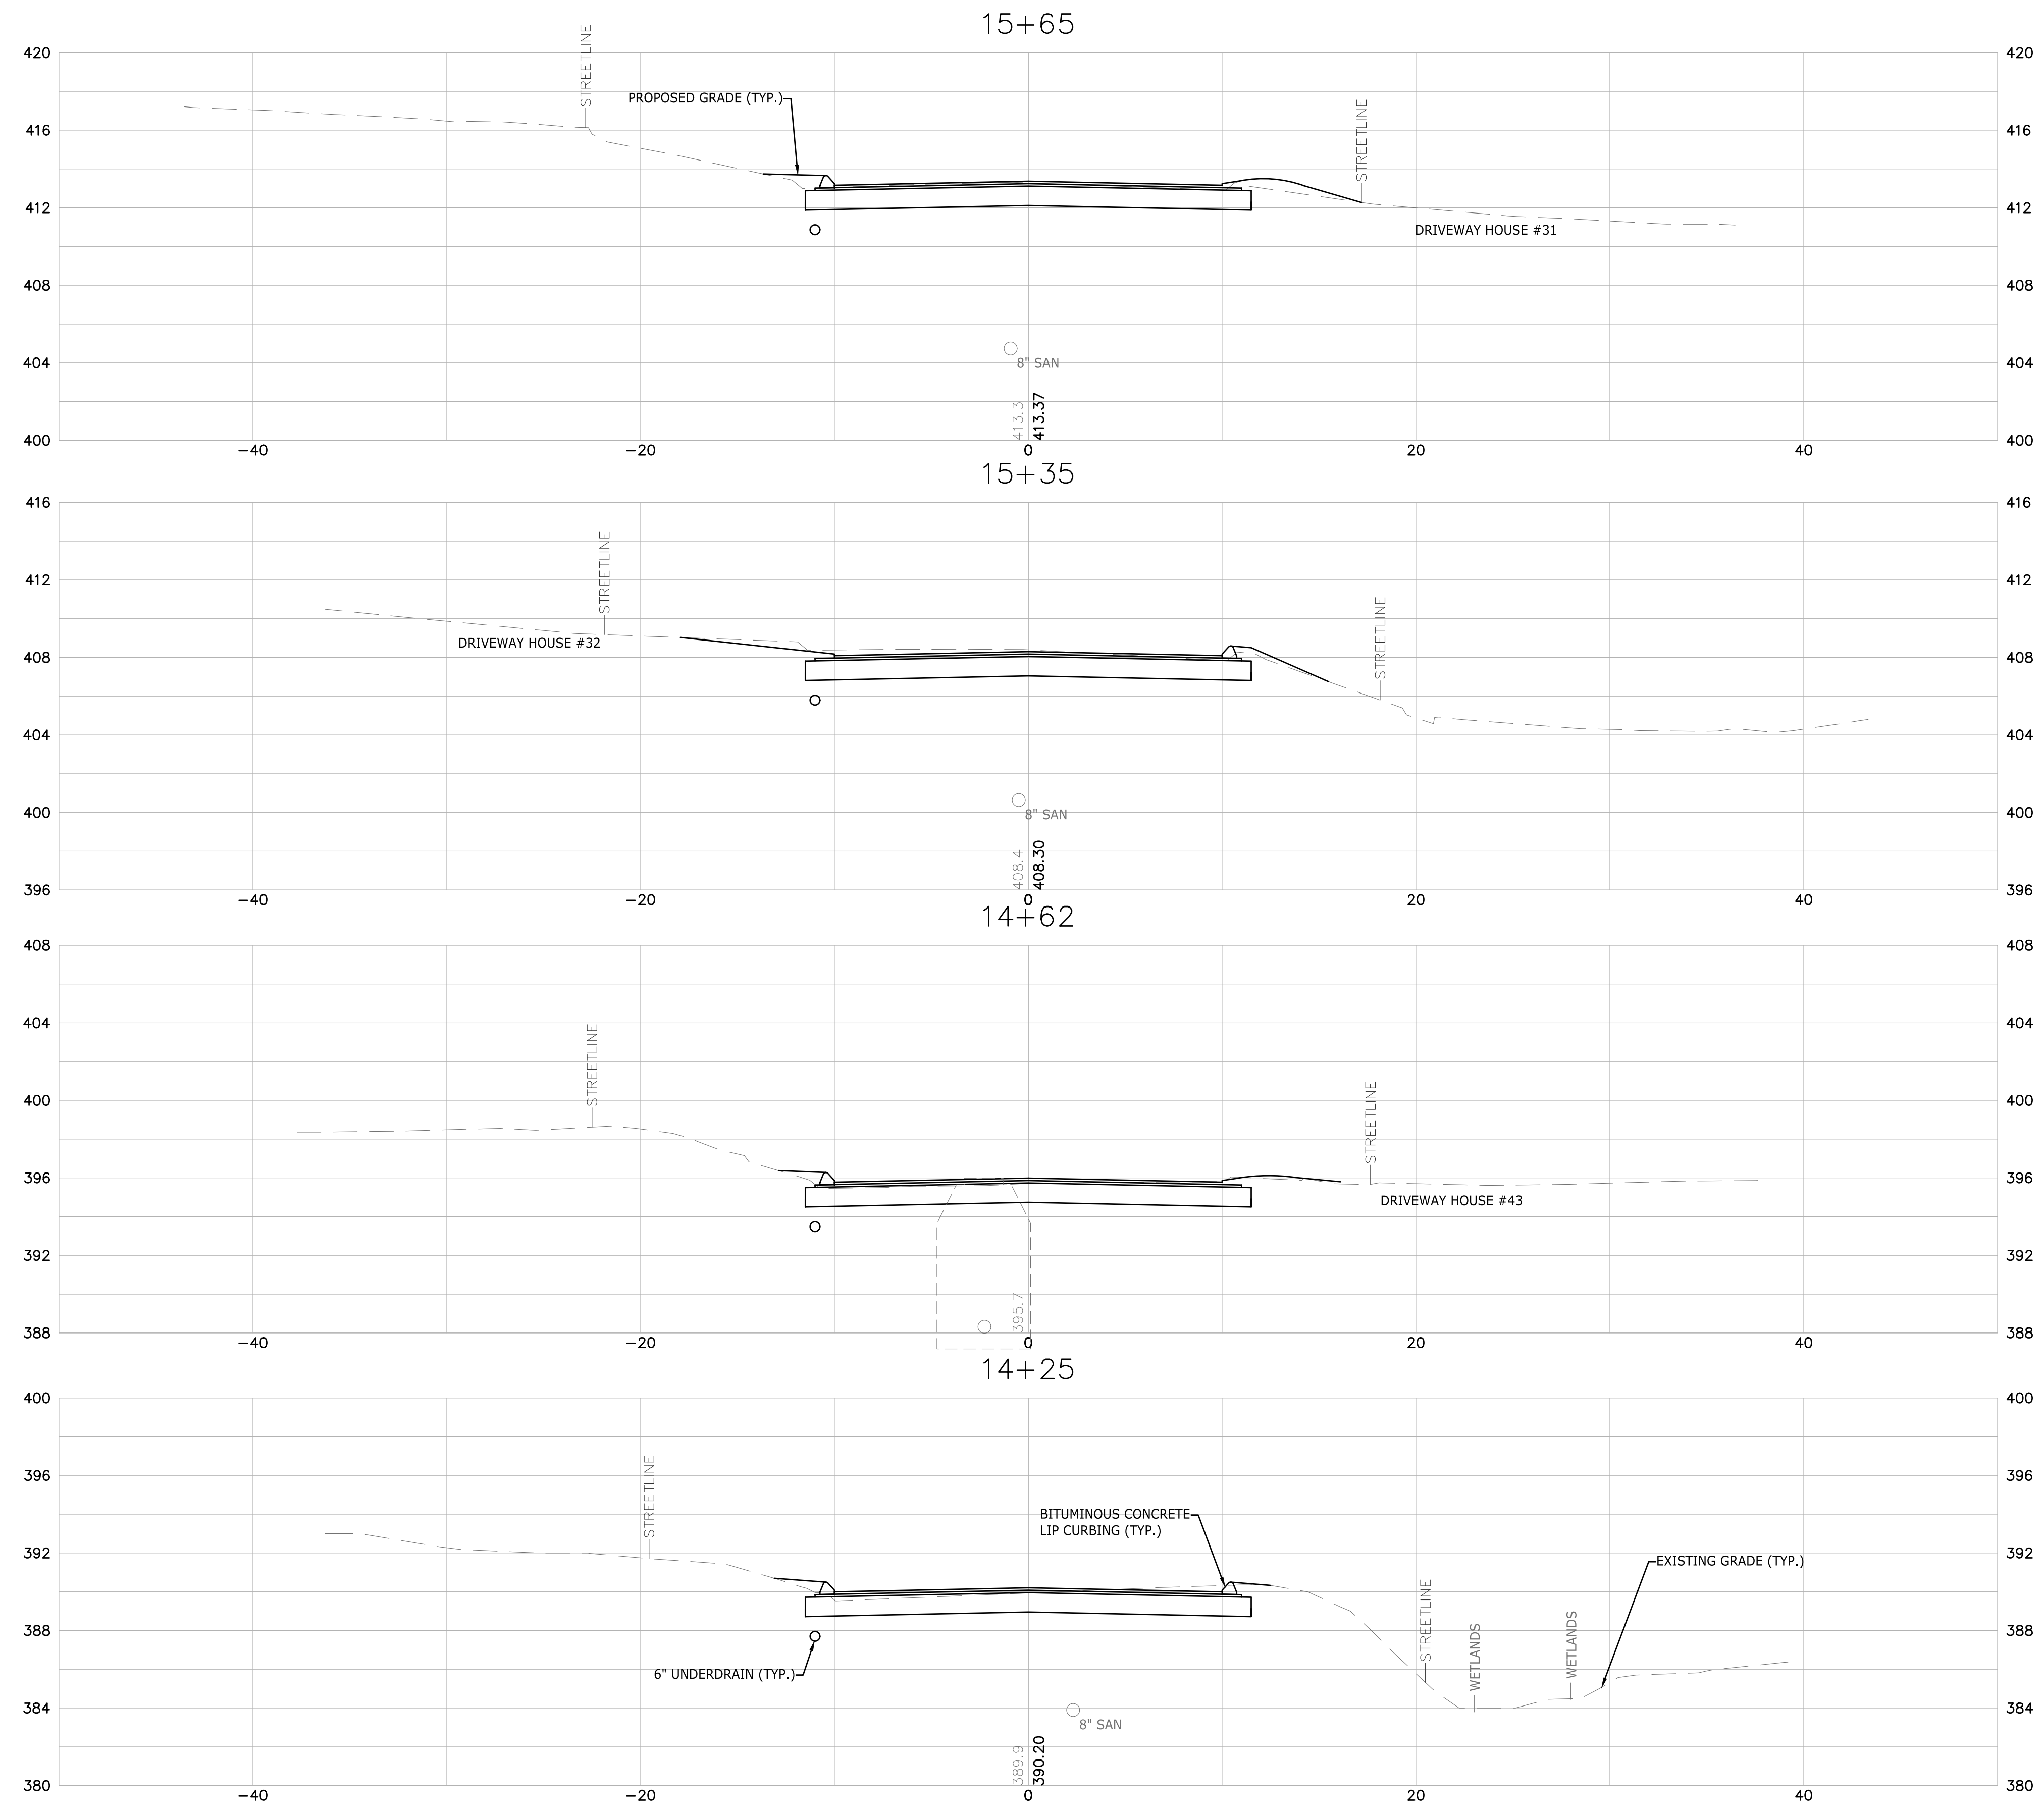 15+65
420 420
STREETLINE
PROPOSED GRADE (TYP.)
STREETLINE
416 416
412 412
DRIVEWAY HOUSE #31
408 408
404 404
8" SAN
413.3
413.37
400 400
-40 -20 0 20 40
15+35
416 416
STREETLINE
412 412
STREETLINE
DRIVEWAY HOUSE #32
408 408
404 404
400 400
8" SAN
408.4
408.30
396 396
-40 -20 0 20 40
14+62
408 408
404 404
STREETLINE
400 400
STREETLINE
396 396
DRIVEWAY HOUSE #43
392 392
395.7
388 388
-40 -20 0 20 40
14+25
400 400
396 396
STREETLINE
BITUMINOUS CONCRETE
LIP CURBING (TYP.)
392 392
EXISTING GRADE (TYP.)
STREETLINE
WETLANDS
WETLANDS
388 388
6" UNDERDRAIN (TYP.)
384 384
8" SAN
389.9
390.20
380 380
-40 -20 0 20 40